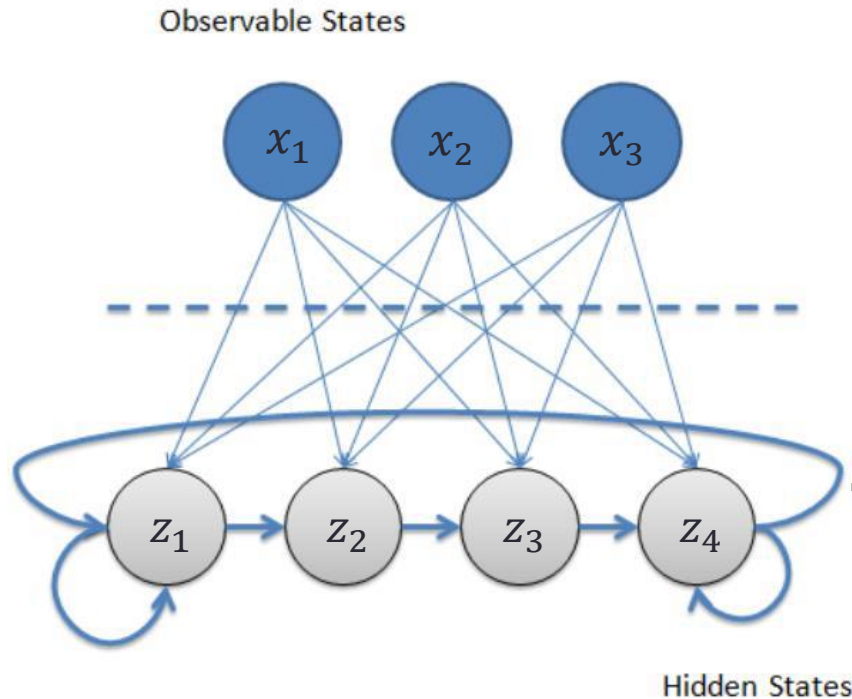 Observable States
x₁ x₂ x₃
z₁ z₂ z₃ z₄
Hidden States